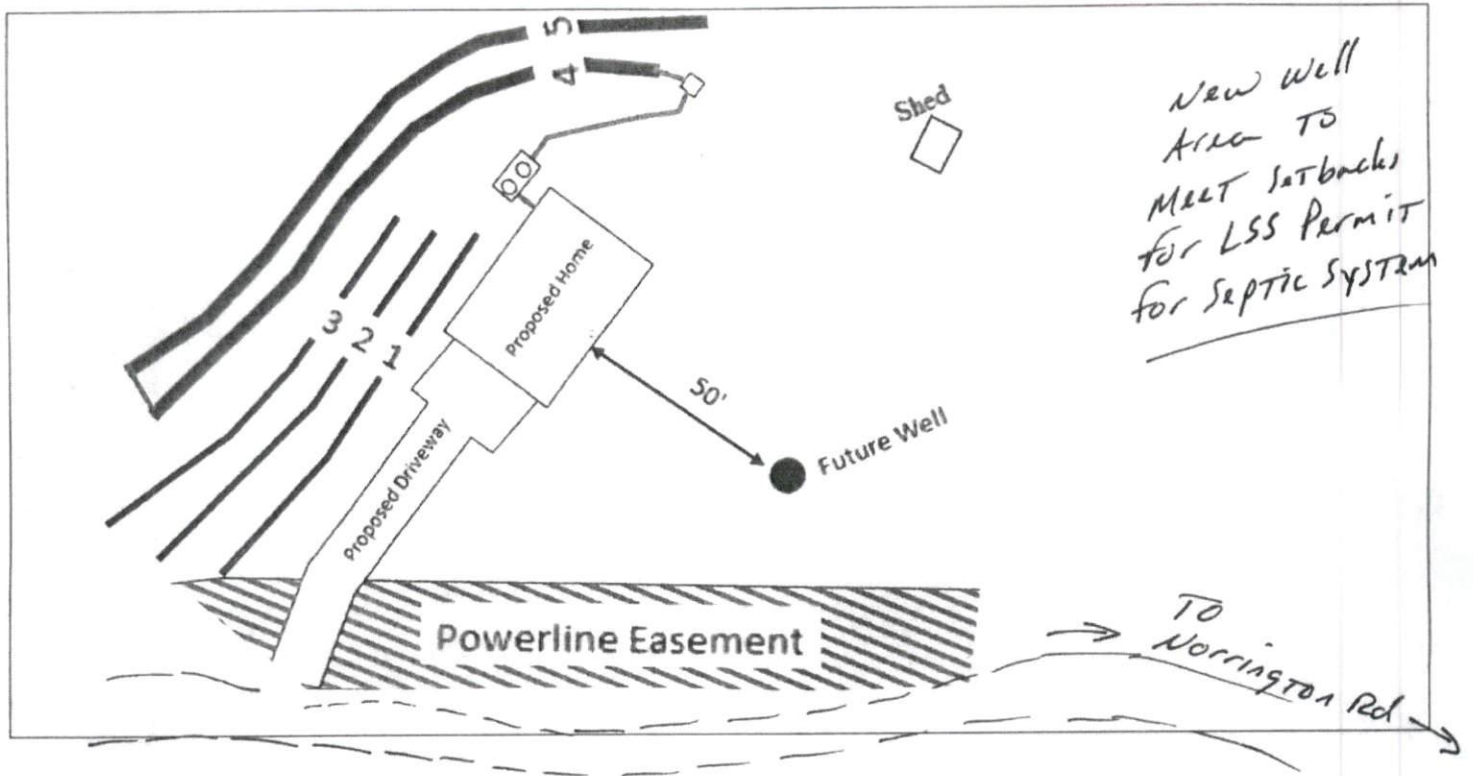 5
4
Shed
New Well
Area To
Meet Setbacks
for LSS Permit
for Septic System
3
2
1
Proposed Home
50'
Future Well
Proposed Driveway
Powerline Easement
To
Norrington Rd